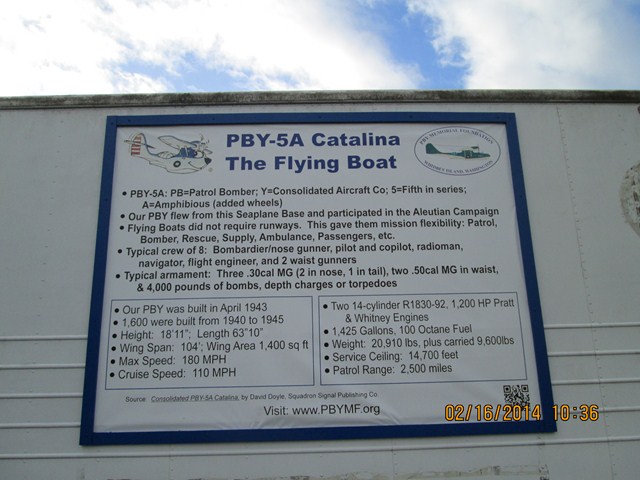 PBY-5A Catalina
The Flying Boat
PBY MEMORIAL FOUNDATION
WHIDBEY ISLAND, WASHINGTON
• PBY-5A: PB=Patrol Bomber; Y=Consolidated Aircraft Co; 5=Fifth in series;
A=Amphibious (added wheels)
• Our PBY flew from this Seaplane Base and participated in the Aleutian Campaign
• Flying Boats did not require runways. This gave them mission flexibility: Patrol,
Bomber, Rescue, Supply, Ambulance, Passengers, etc.
• Typical crew of 8: Bombardier/nose gunner, pilot and copilot, radioman,
navigator, flight engineer, and 2 waist gunners
• Typical armament: Three .30cal MG (2 in nose, 1 in tail), two .50cal MG in waist,
& 4,000 pounds of bombs, depth charges or torpedoes
• Our PBY was built in April 1943
• 1,600 were built from 1940 to 1945
• Height: 18'11"; Length 63"10"
• Wing Span: 104'; Wing Area 1,400 sq ft
• Max Speed: 180 MPH
• Cruise Speed: 110 MPH
• Two 14-cylinder R1830-92, 1,200 HP Pratt
& Whitney Engines
• 1,425 Gallons, 100 Octane Fuel
• Weight: 20,910 lbs, plus carried 9,600lbs
• Service Ceiling: 14,700 feet
• Patrol Range: 2,500 miles
Source: Consolidated PBY-5A Catalina, by David Doyle, Squadron Signal Publishing Co.
Visit: www.PBYMF.org
02/16/2014 10:36